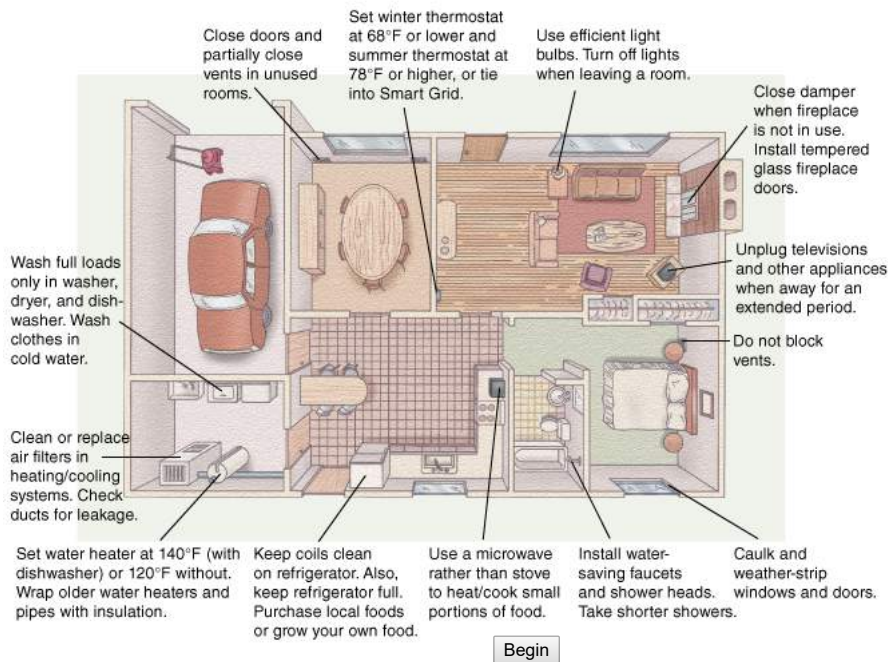 Close doors and
partially close
vents in unused
rooms.
Set winter thermostat
at 68°F or lower and
summer thermostat at
78°F or higher, or tie
into Smart Grid.
Use efficient light
bulbs. Turn off lights
when leaving a room.
Close damper
when fireplace
is not in use.
Install tempered
glass fireplace
doors.
Wash full loads
only in washer,
dryer, and dish-
washer. Wash
clothes in
cold water.
Unplug televisions
and other appliances
when away for an
extended period.
Do not block
vents.
Clean or replace
air filters in
heating/cooling
systems. Check
ducts for leakage.
Set water heater at 140°F (with
dishwasher) or 120°F without.
Wrap older water heaters and
pipes with insulation.
Keep coils clean
on refrigerator. Also,
keep refrigerator full.
Purchase local foods
or grow your own food.
Use a microwave
rather than stove
to heat/cook small
portions of food.
Install water-
saving faucets
and shower heads.
Take shorter showers.
Caulk and
weather-strip
windows and doors.
Begin